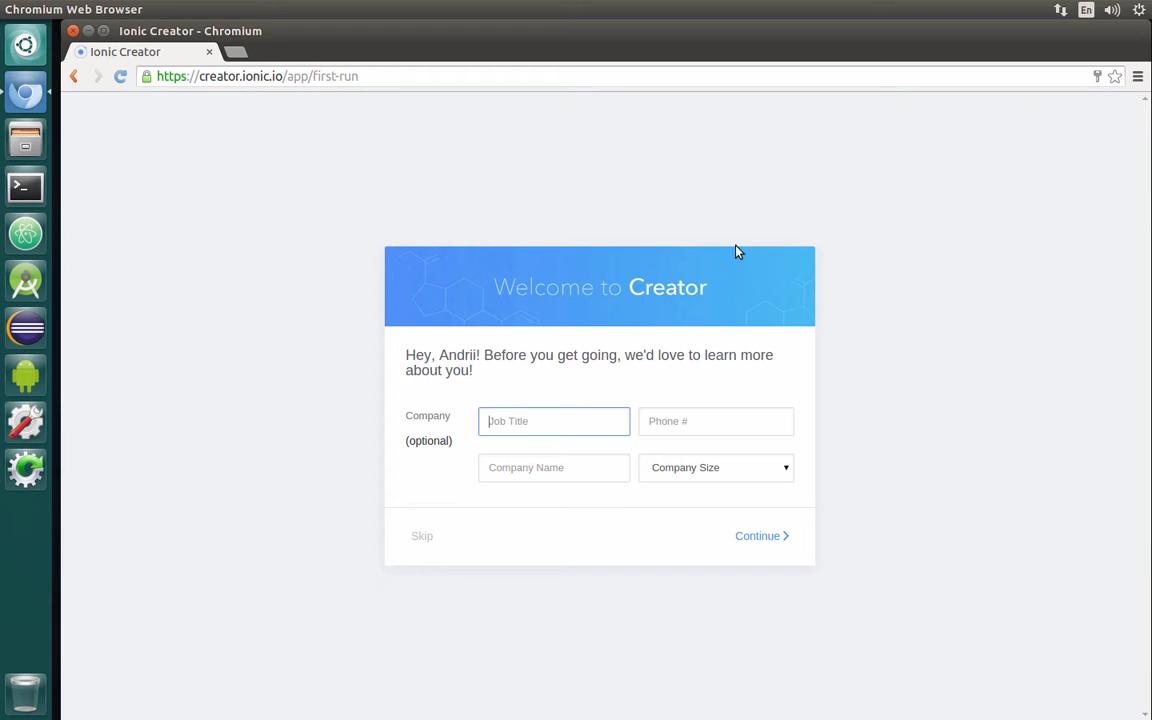 Chromium Web Browser
En
Ionic Creator - Chromium
Ionic Creator
https://creator.ionic.io/app/first-run
Welcome to Creator
Hey, Andrii! Before you get going, we'd love to learn more
about you!
Company
(optional)
Job Title
Phone #
Company Name
Company Size
Skip
Continue